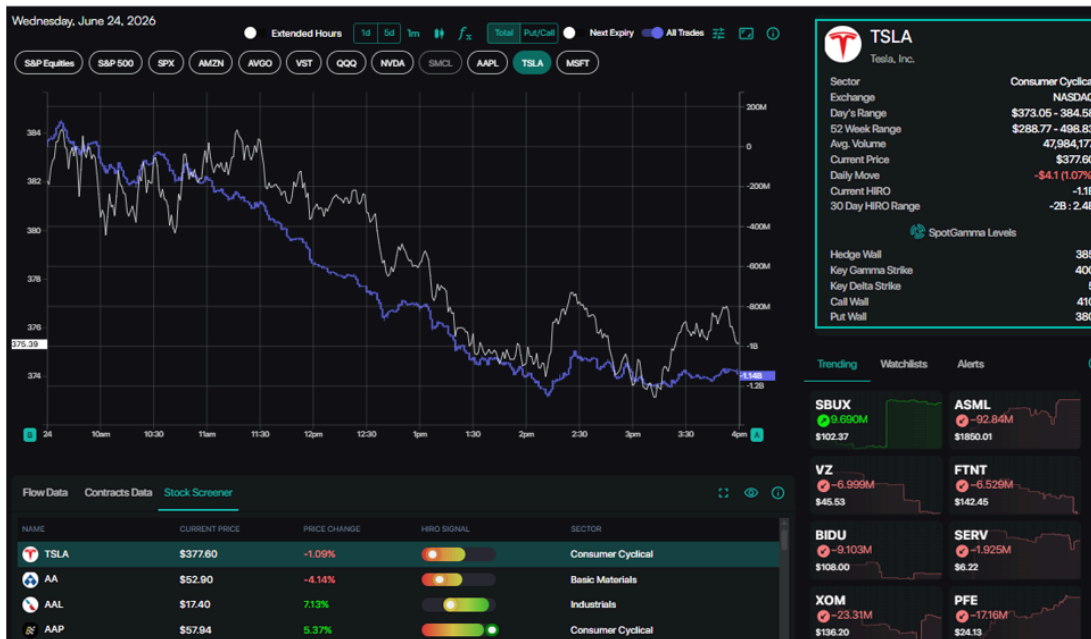 Wednesday, June 24, 2026
Extended Hours 1d 5d 1m fx Total Put/Call Next Expiry All Trades
S&P Equities S&P 500 SPX AMZN AVGO VST QQQ NVDA SMCL AAPL TSLA MSFT
384
382
380
378
376
375.39
374
200M
0
-200M
-400M
-600M
-800M
-1B
-1.14B
-1.2B
24 10am 10:30 11am 11:30 12pm 12:30 1pm 1:30 2pm 2:30 3pm 3:30 4pm
TSLA
Tesla, Inc.
Sector Consumer Cyclica
Exchange NASDAQ
Day's Range $373.05 - 384.58
52 Week Range $288.77 - 498.83
Avg. Volume 47,984,177
Current Price $377.60
Daily Move -$4.1 (1.07%)
Current HIRO -1.1B
30 Day HIRO Range -2B : 2.4B
SpotGamma Levels
Hedge Wall 385
Key Gamma Strike 400
Key Delta Strike
Call Wall 410
Put Wall 380
Trending Watchlists Alerts
SBUX
9.690M
$102.37
ASML
-92.84M
$1850.01
VZ
-6.999M
$45.53
FTNT
-6.529M
$142.45
BIDU
-9.103M
$108.00
SERV
-1.925M
$6.22
XOM
-23.31M
$136.20
PFE
-17.16M
$24.13
Flow Data Contracts Data Stock Screener
NAME CURRENT PRICE PRICE CHANGE HIRO SIGNAL SECTOR
TSLA $377.60 -1.09% Consumer Cyclical
AA $52.90 -4.14% Basic Materials
AAL $17.40 7.13% Industrials
AAP $57.94 5.37% Consumer Cyclical